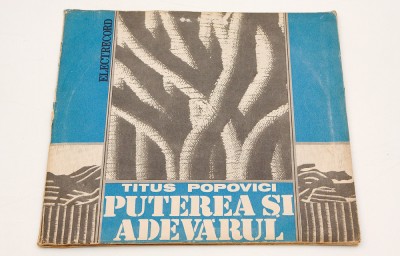 ELECTRECORD
TITUS POPOVICI
PUTEREA ȘI
ADEVĂRUL